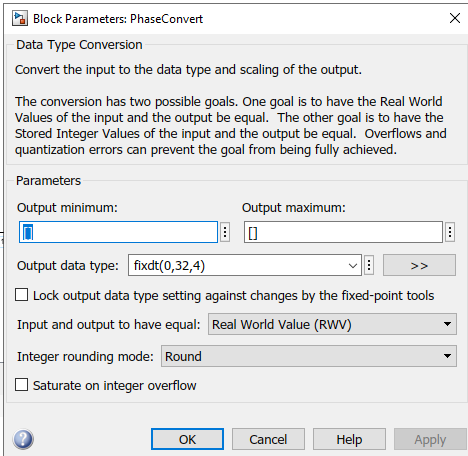 Block Parameters: PhaseConvert
Data Type Conversion
Convert the input to the data type and scaling of the output.
The conversion has two possible goals. One goal is to have the Real World
Values of the input and the output be equal.  The other goal is to have the
Stored Integer Values of the input and the output be equal.  Overflows and
quantization errors can prevent the goal from being fully achieved.
Parameters
Output minimum: Output maximum:
[] []
Output data type: fixdt(0,32,4) >>
Lock output data type setting against changes by the fixed-point tools
Input and output to have equal: Real World Value (RWV)
Integer rounding mode: Round
Saturate on integer overflow
? OK Cancel Help Apply